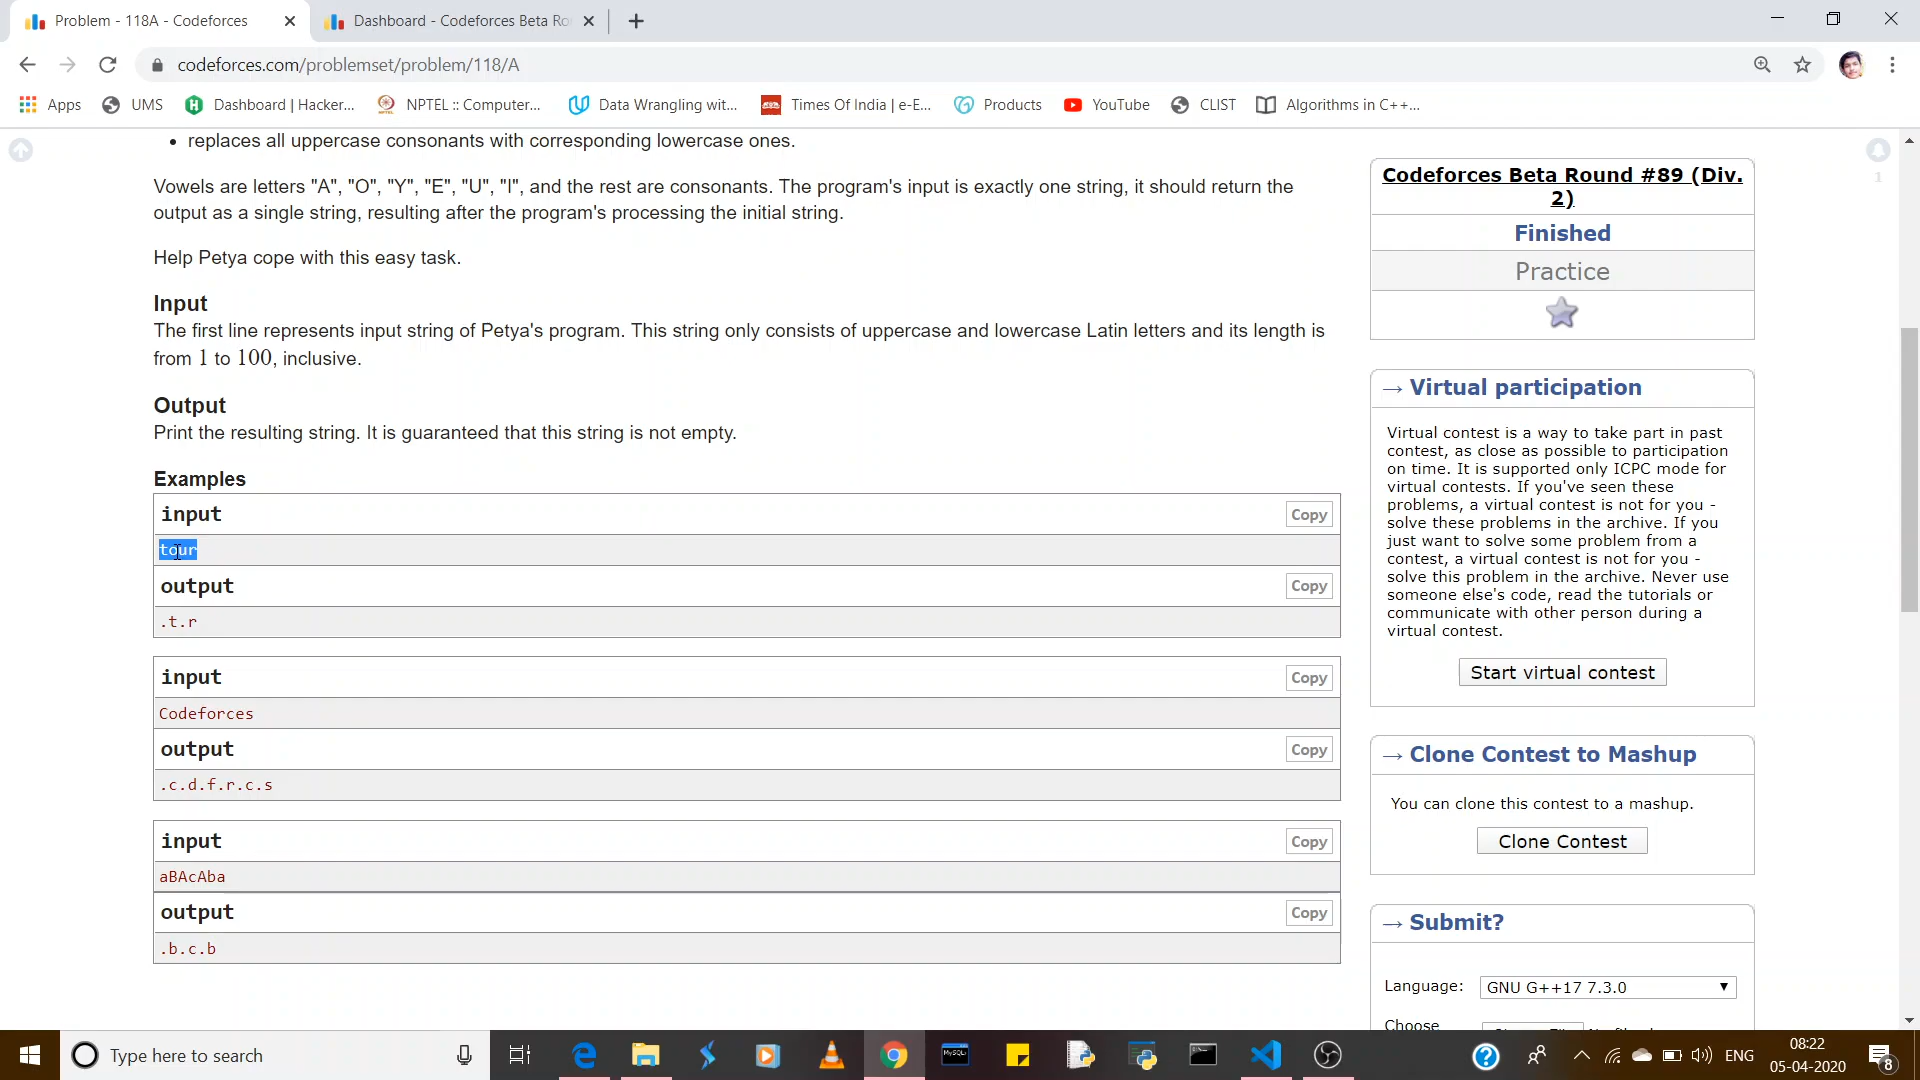 Problem - 118A - Codeforces
Dashboard - Codeforces Beta Ro
codeforces.com/problemset/problem/118/A
Apps
UMS
Dashboard | Hacker...
NPTEL :: Computer...
Data Wrangling wit...
Times Of India | e-E...
Products
YouTube
CLIST
Algorithms in C++...
• replaces all uppercase consonants with corresponding lowercase ones.
Vowels are letters "A", "O", "Y", "E", "U", "I", and the rest are consonants. The program's input is exactly one string, it should return the
output as a single string, resulting after the program's processing the initial string.
Help Petya cope with this easy task.
Input
The first line represents input string of Petya's program. This string only consists of uppercase and lowercase Latin letters and its length is
from 1 to 100, inclusive.
Output
Print the resulting string. It is guaranteed that this string is not empty.
Examples
input
Copy
tour
output
Copy
.t.r
input
Copy
Codeforces
output
Copy
.c.d.f.r.c.s
input
Copy
aBAcAba
output
Copy
.b.c.b
1
Codeforces Beta Round #89 (Div.
2)
Finished
Practice
→ Virtual participation
Virtual contest is a way to take part in past
contest, as close as possible to participation
on time. It is supported only ICPC mode for
virtual contests. If you've seen these
problems, a virtual contest is not for you -
solve these problems in the archive. If you
just want to solve some problem from a
contest, a virtual contest is not for you -
solve this problem in the archive. Never use
someone else's code, read the tutorials or
communicate with other person during a
virtual contest.
Start virtual contest
→ Clone Contest to Mashup
You can clone this contest to a mashup.
Clone Contest
→ Submit?
Language:
GNU G++17 7.3.0
Choose
Type here to search
MySQL
ENG
08:22
05-04-2020
8